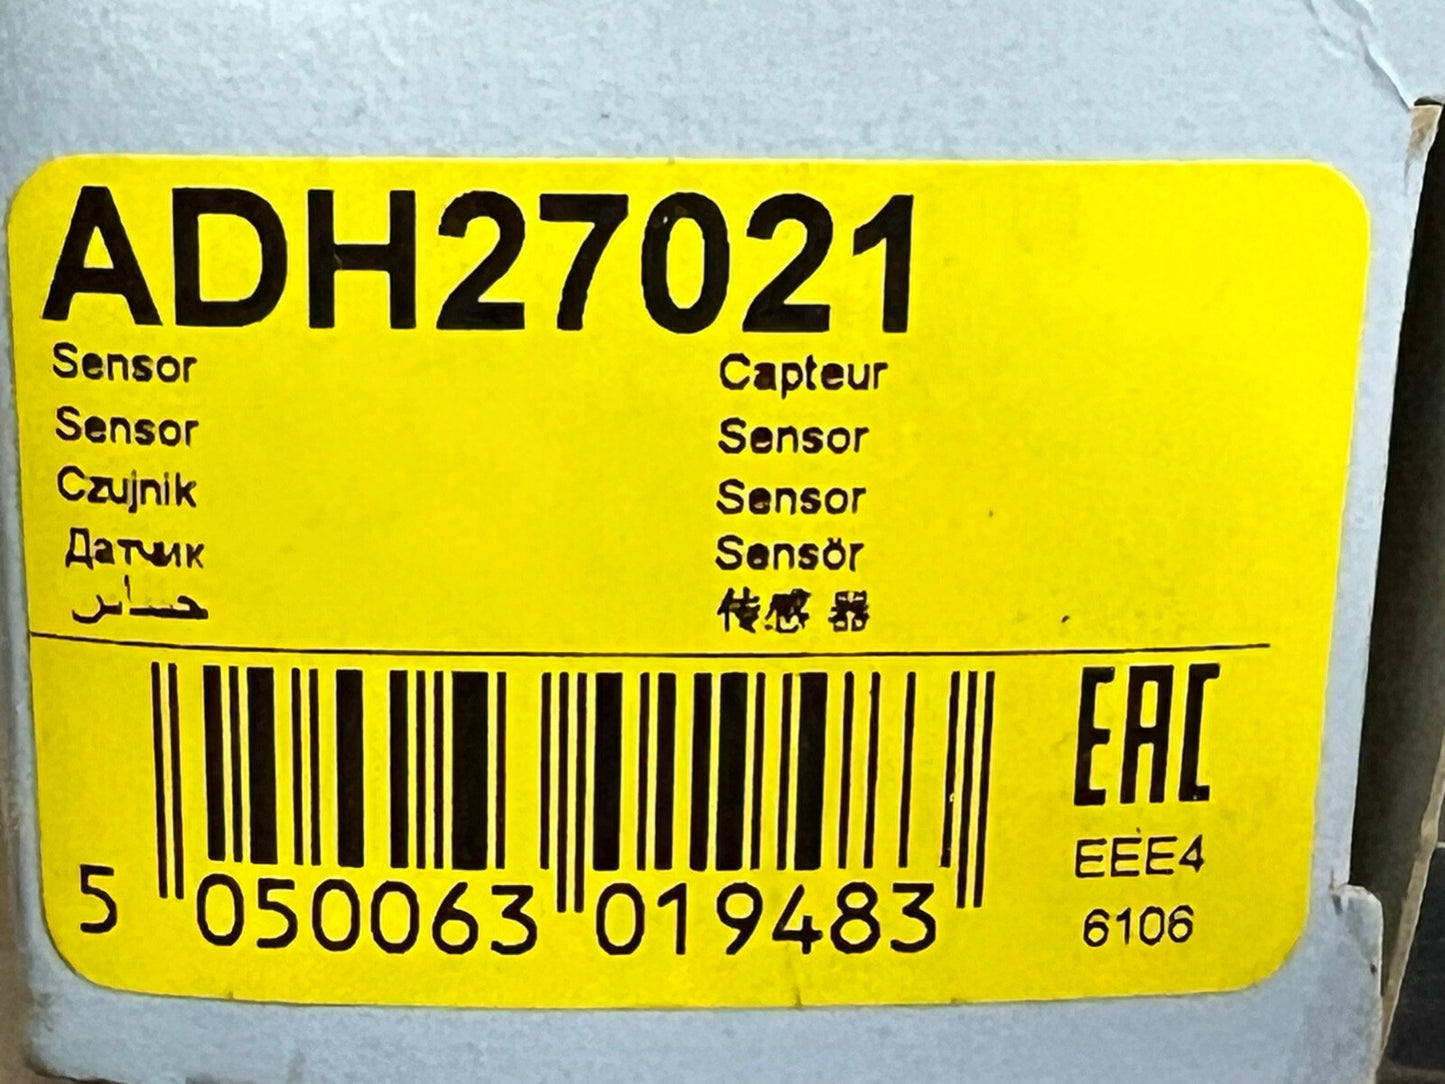 ADH27021
Sensor
Sensor
Czujnik
Датчик
حساس
Capteur
Sensor
Sensor
Sensör
传感器
EAC
EEE4
6106
5 050063 019483